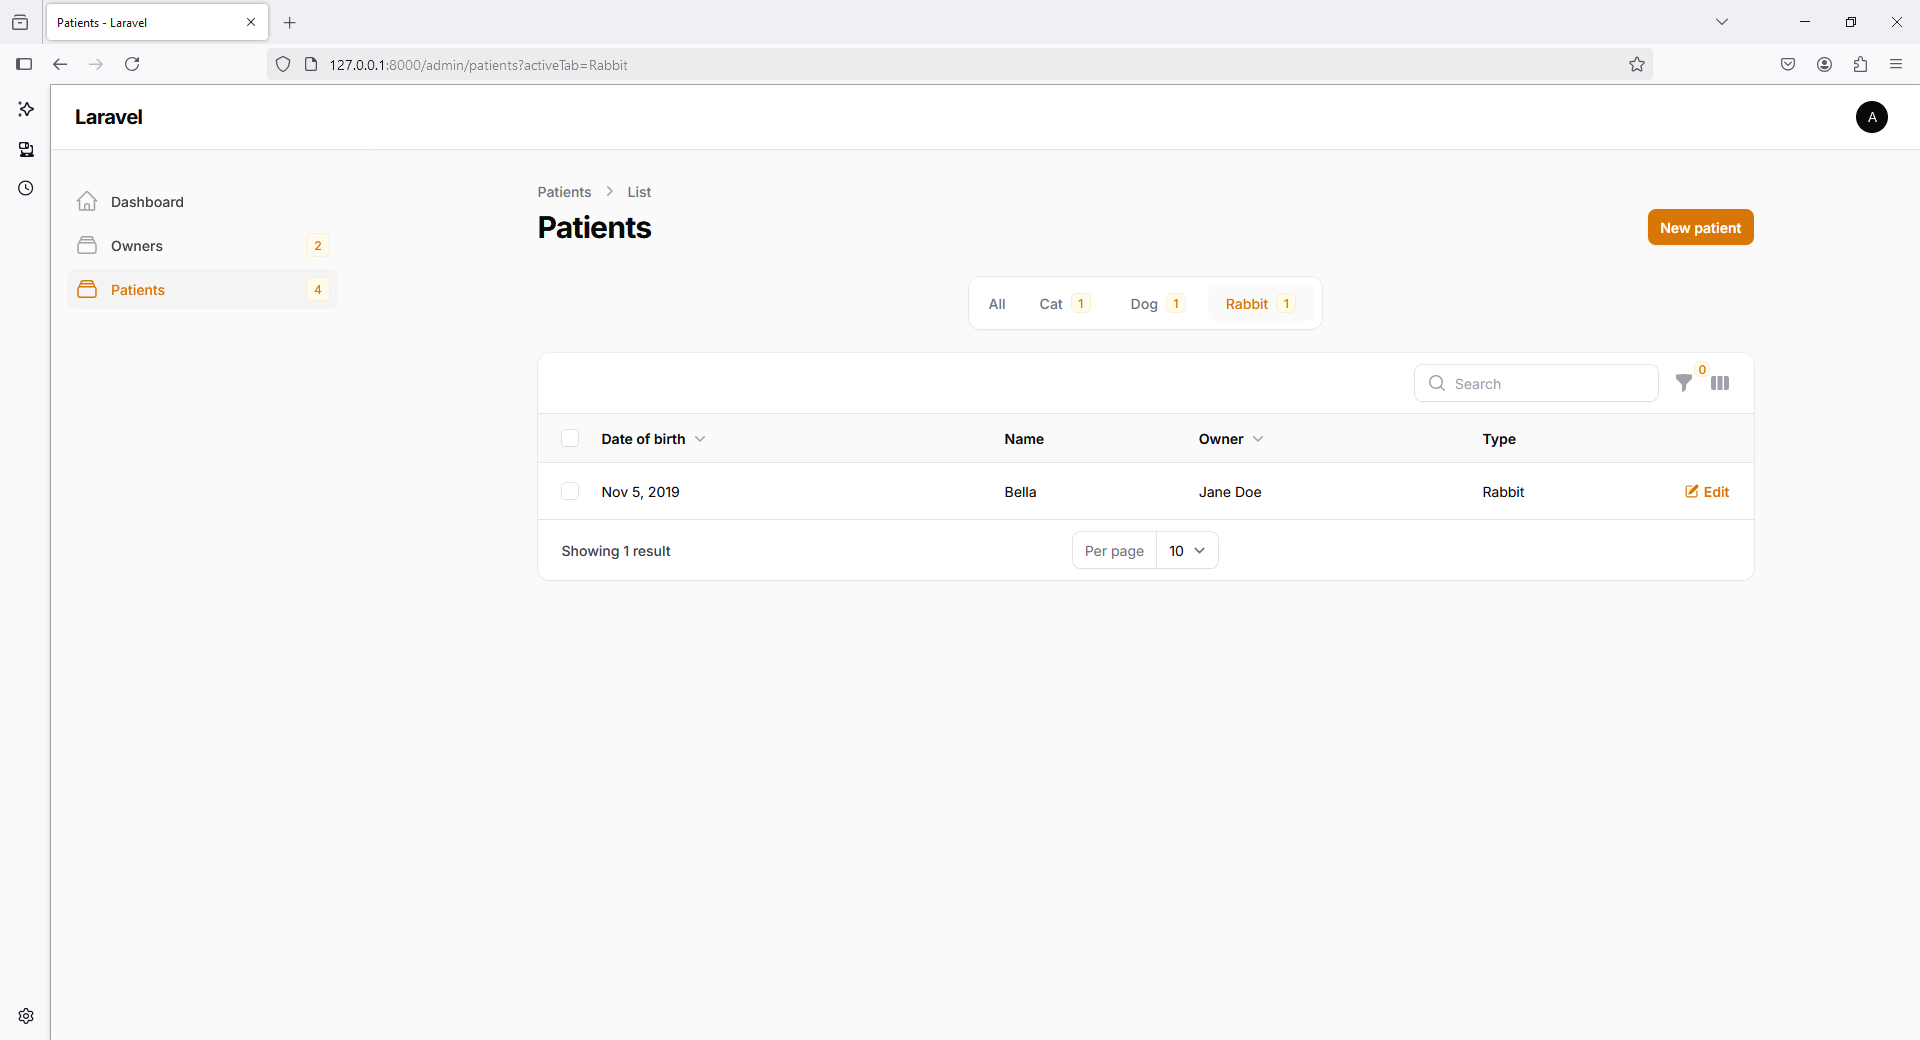 Patients - Laravel
127.0.0.1:8000/admin/patients?activeTab=Rabbit
Laravel
A
Dashboard
Owners 2
Patients 4
Patients > List
Patients
New patient
All Cat 1 Dog 1 Rabbit 1
Search
0
Date of birth Name Owner Type
Nov 5, 2019 Bella Jane Doe Rabbit Edit
Showing 1 result
Per page 10